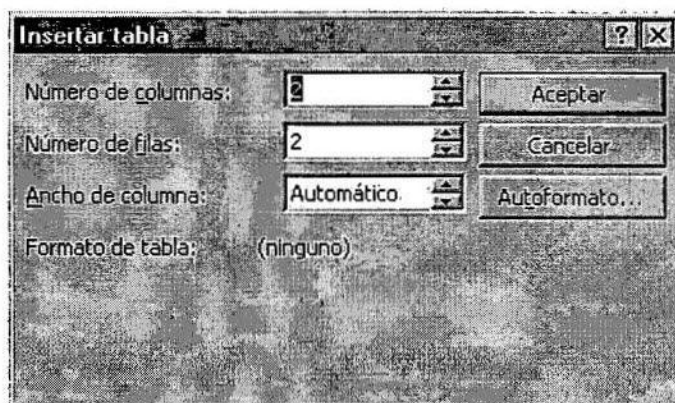 Insertar tabla ? X
Número de columnas: 2 Aceptar
Número de filas: 2 Cancelar
Ancho de columna: Automático Autoformato...
Formato de tabla: (ninguno)